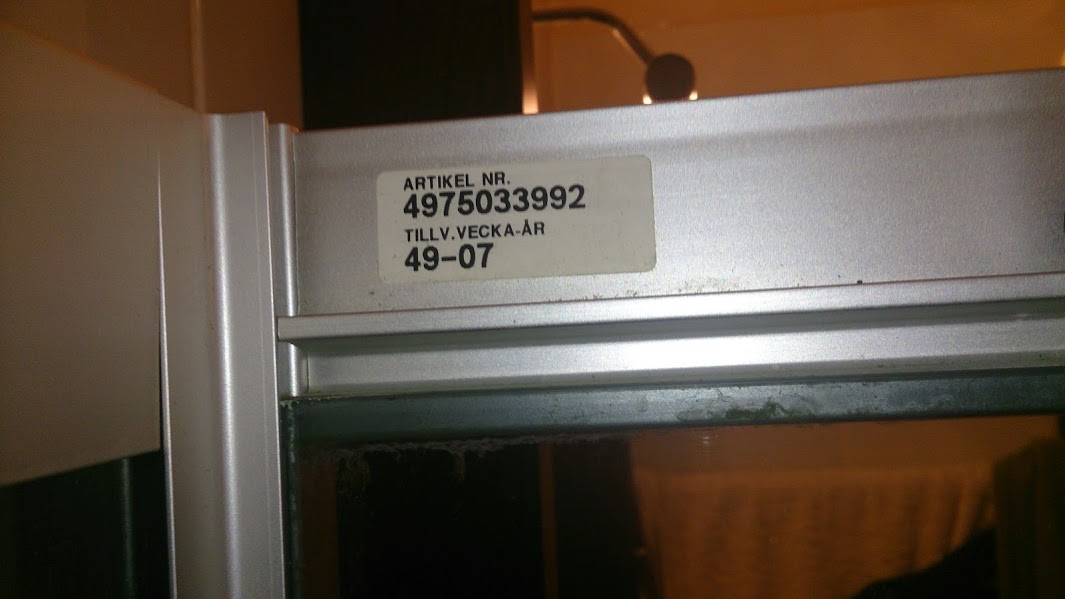 ARTIKEL NR.
4975033992
TILLV.VECKA-ÅR
49-07